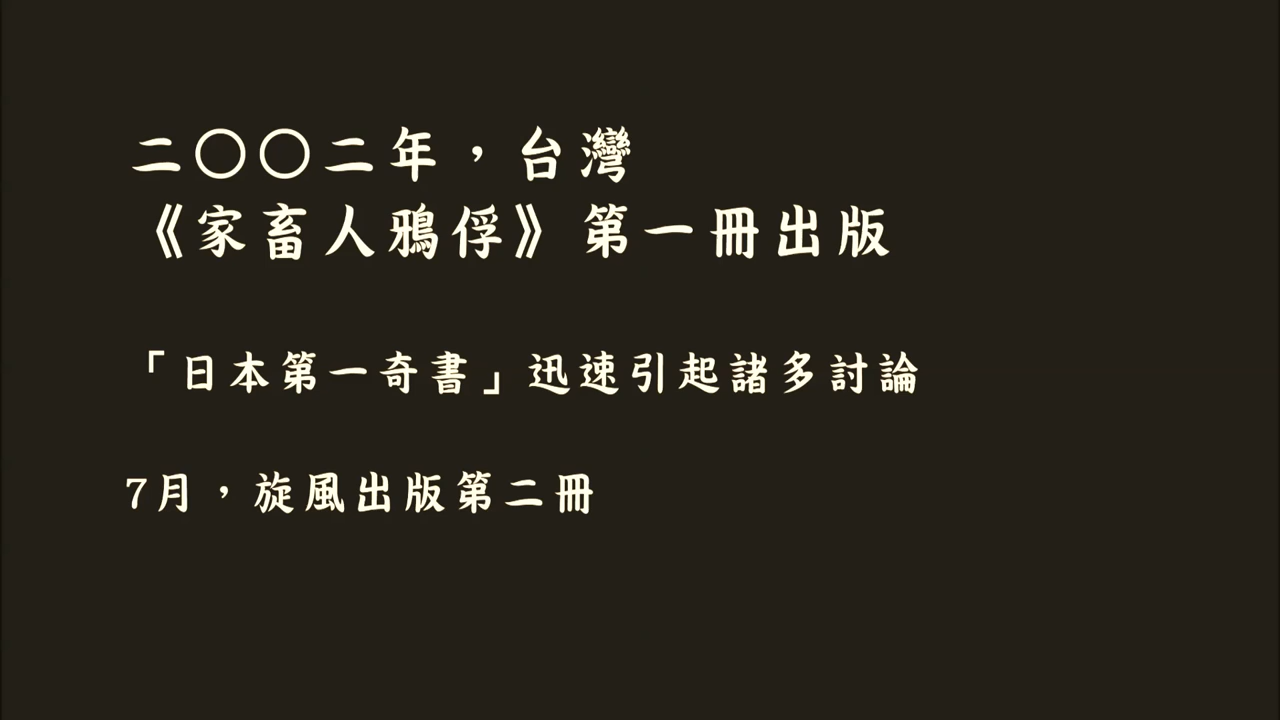 二〇〇二年，台灣
《家畜人鴉俘》第一冊出版
「日本第一奇書」迅速引起諸多討論
7月，旋風出版第二冊